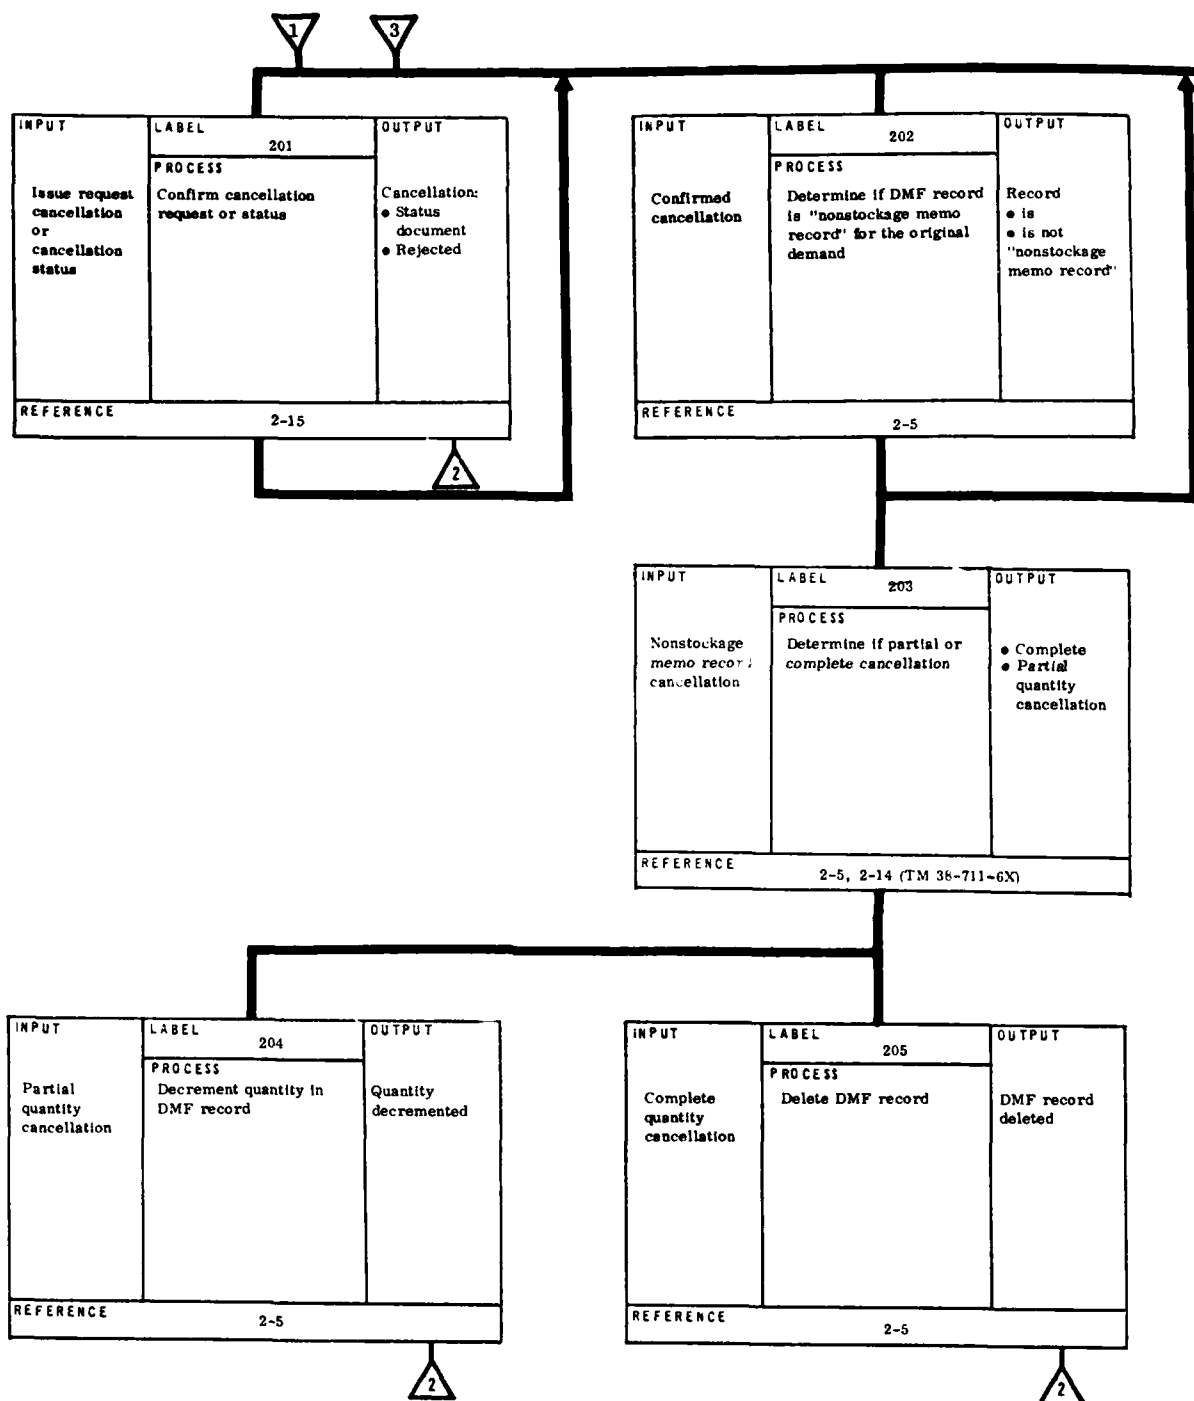 1
3
INPUT
LABEL
201
OUTPUT
PROCESS
Issue request
cancellation
or
cancellation
status
Confirm cancellation
request or status
Cancellation:
• Status
document
• Rejected
REFERENCE
2-15
2
INPUT
LABEL
202
OUTPUT
PROCESS
Confirmed
cancellation
Determine if DMF record
is "nonstockage memo
record" for the original
demand
Record
• is
• is not
"nonstockage
memo record"
REFERENCE
2-5
INPUT
LABEL
203
OUTPUT
PROCESS
Nonstockage
memo record
cancellation
Determine if partial or
complete cancellation
• Complete
• Partial
quantity
cancellation
REFERENCE
2-5, 2-14 (TM 38-711-6X)
INPUT
LABEL
204
OUTPUT
PROCESS
Partial
quantity
cancellation
Decrement quantity in
DMF record
Quantity
decremented
REFERENCE
2-5
2
INPUT
LABEL
205
OUTPUT
PROCESS
Complete
quantity
cancellation
Delete DMF record
DMF record
deleted
REFERENCE
2-5
2